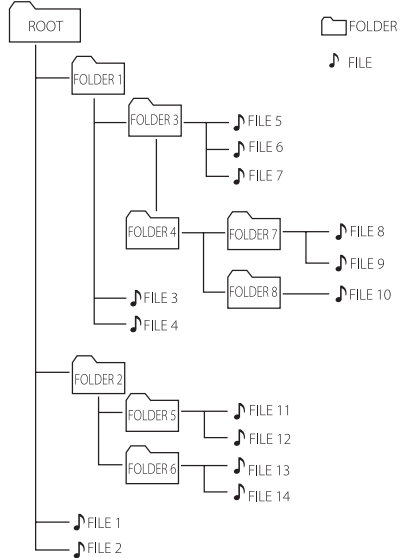 ROOT
FOLDER
FILE
FOLDER 1
FOLDER 3
FILE 5
FILE 6
FILE 7
FOLDER 4
FOLDER 7
FILE 8
FILE 9
FOLDER 8
FILE 10
FILE 3
FILE 4
FOLDER 2
FOLDER 5
FILE 11
FILE 12
FOLDER 6
FILE 13
FILE 14
FILE 1
FILE 2